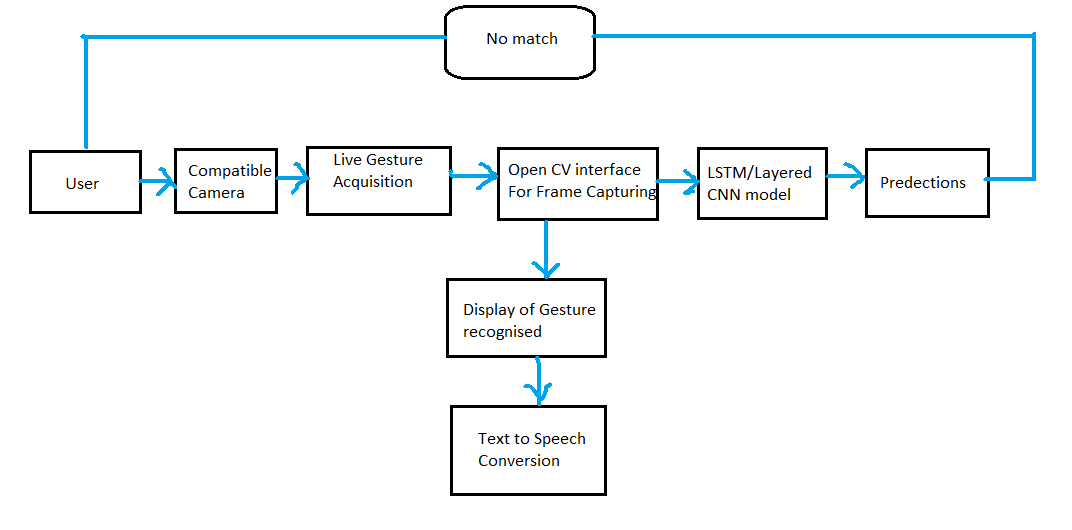 No match
User
Compatible
Camera
Live Gesture
Acquisition
Open CV interface
For Frame Capturing
LSTM/Layered
CNN model
Predections
Display of Gesture
recognised
Text to Speech
Conversion